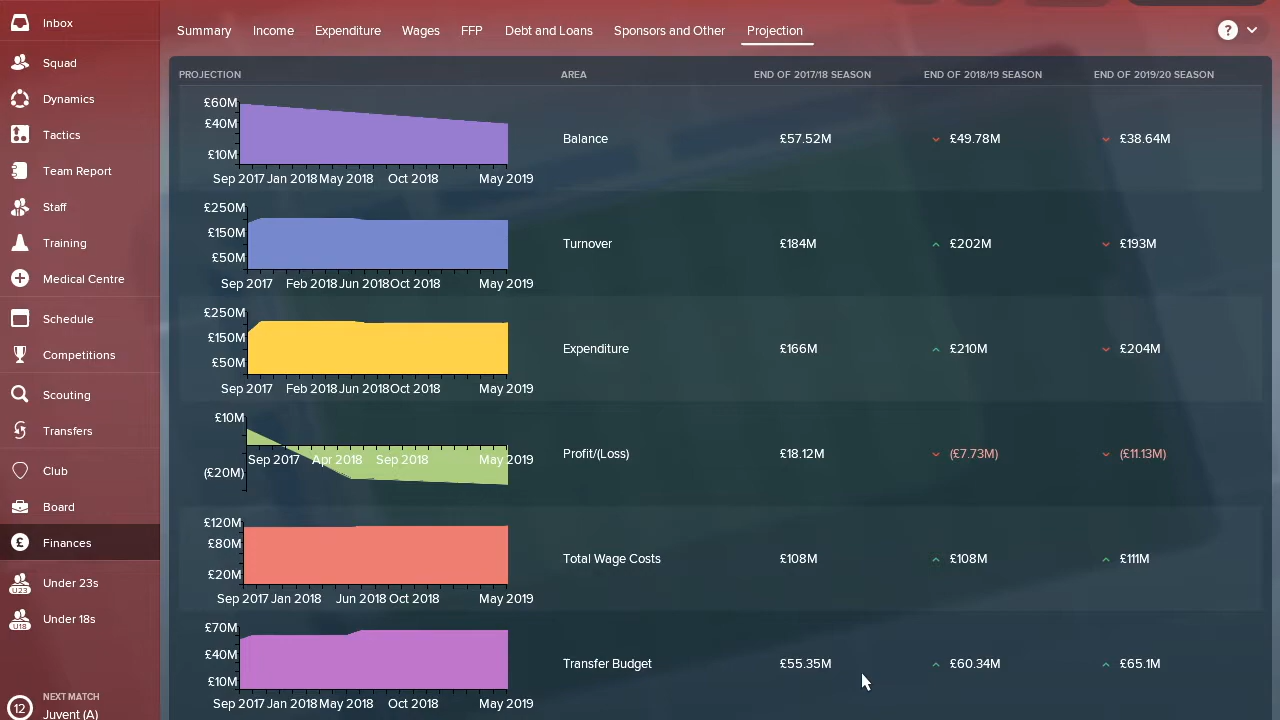 Inbox
Squad
Dynamics
Tactics
Team Report
Staff
Training
Medical Centre
Schedule
Competitions
Scouting
Transfers
Club
Board
£
Finances
U23
Under 23s
U18
Under 18s
NEXT MATCH
12
Juvent (A)
Summary Income Expenditure Wages FFP Debt and Loans Sponsors and Other Projection
?
PROJECTION AREA END OF 2017/18 SEASON END OF 2018/19 SEASON END OF 2019/20 SEASON
£60M
£40M
£10M
Sep 2017 Jan 2018 May 2018 Oct 2018 May 2019
Balance £57.52M £49.78M £38.64M
£250M
£150M
£50M
Sep 2017 Feb 2018 Jun 2018 Oct 2018 May 2019
Turnover £184M £202M £193M
£250M
£150M
£50M
Sep 2017 Feb 2018 Jun 2018 Oct 2018 May 2019
Expenditure £166M £210M £204M
£10M
(£20M)
Sep 2017 Apr 2018 Sep 2018 May 2019
Profit/(Loss) £18.12M (£7.73M) (£11.13M)
£120M
£80M
£20M
Sep 2017 Jan 2018 Jun 2018 Oct 2018 May 2019
Total Wage Costs £108M £108M £111M
£70M
£40M
£10M
Sep 2017 Jan 2018 May 2018 Oct 2018 May 2019
Transfer Budget £55.35M £60.34M £65.1M